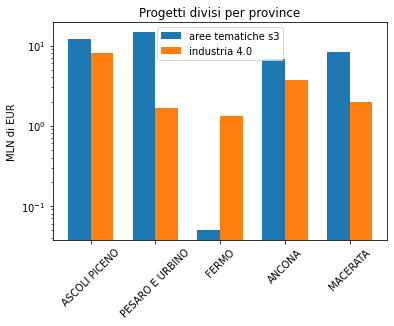 Progetti divisi per province
aree tematiche s3
industria 4.0
MLN di EUR
10¹
10⁰
10⁻¹
ASCOLI PICENO
PESARO E URBINO
FERMO
ANCONA
MACERATA